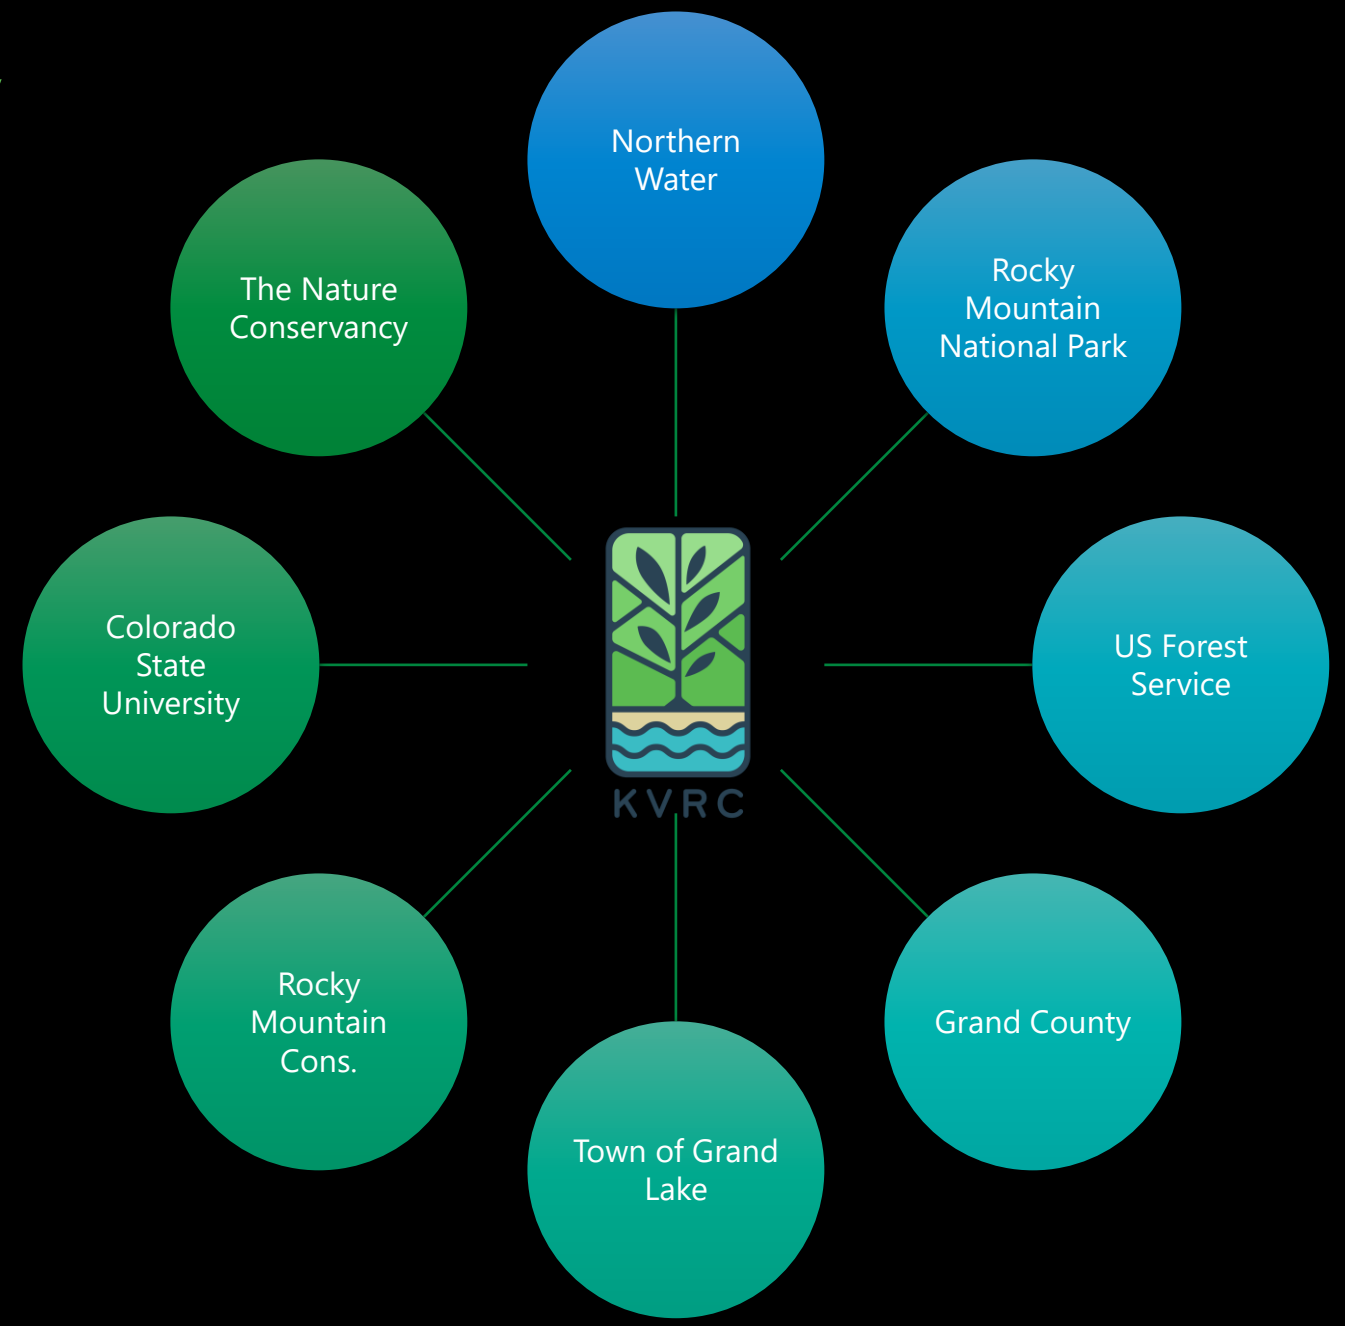 Northern
Water
Rocky
Mountain
National Park
US Forest
Service
Grand County
Town of Grand
Lake
Rocky
Mountain
Cons.
Colorado
State
University
The Nature
Conservancy
KVRC